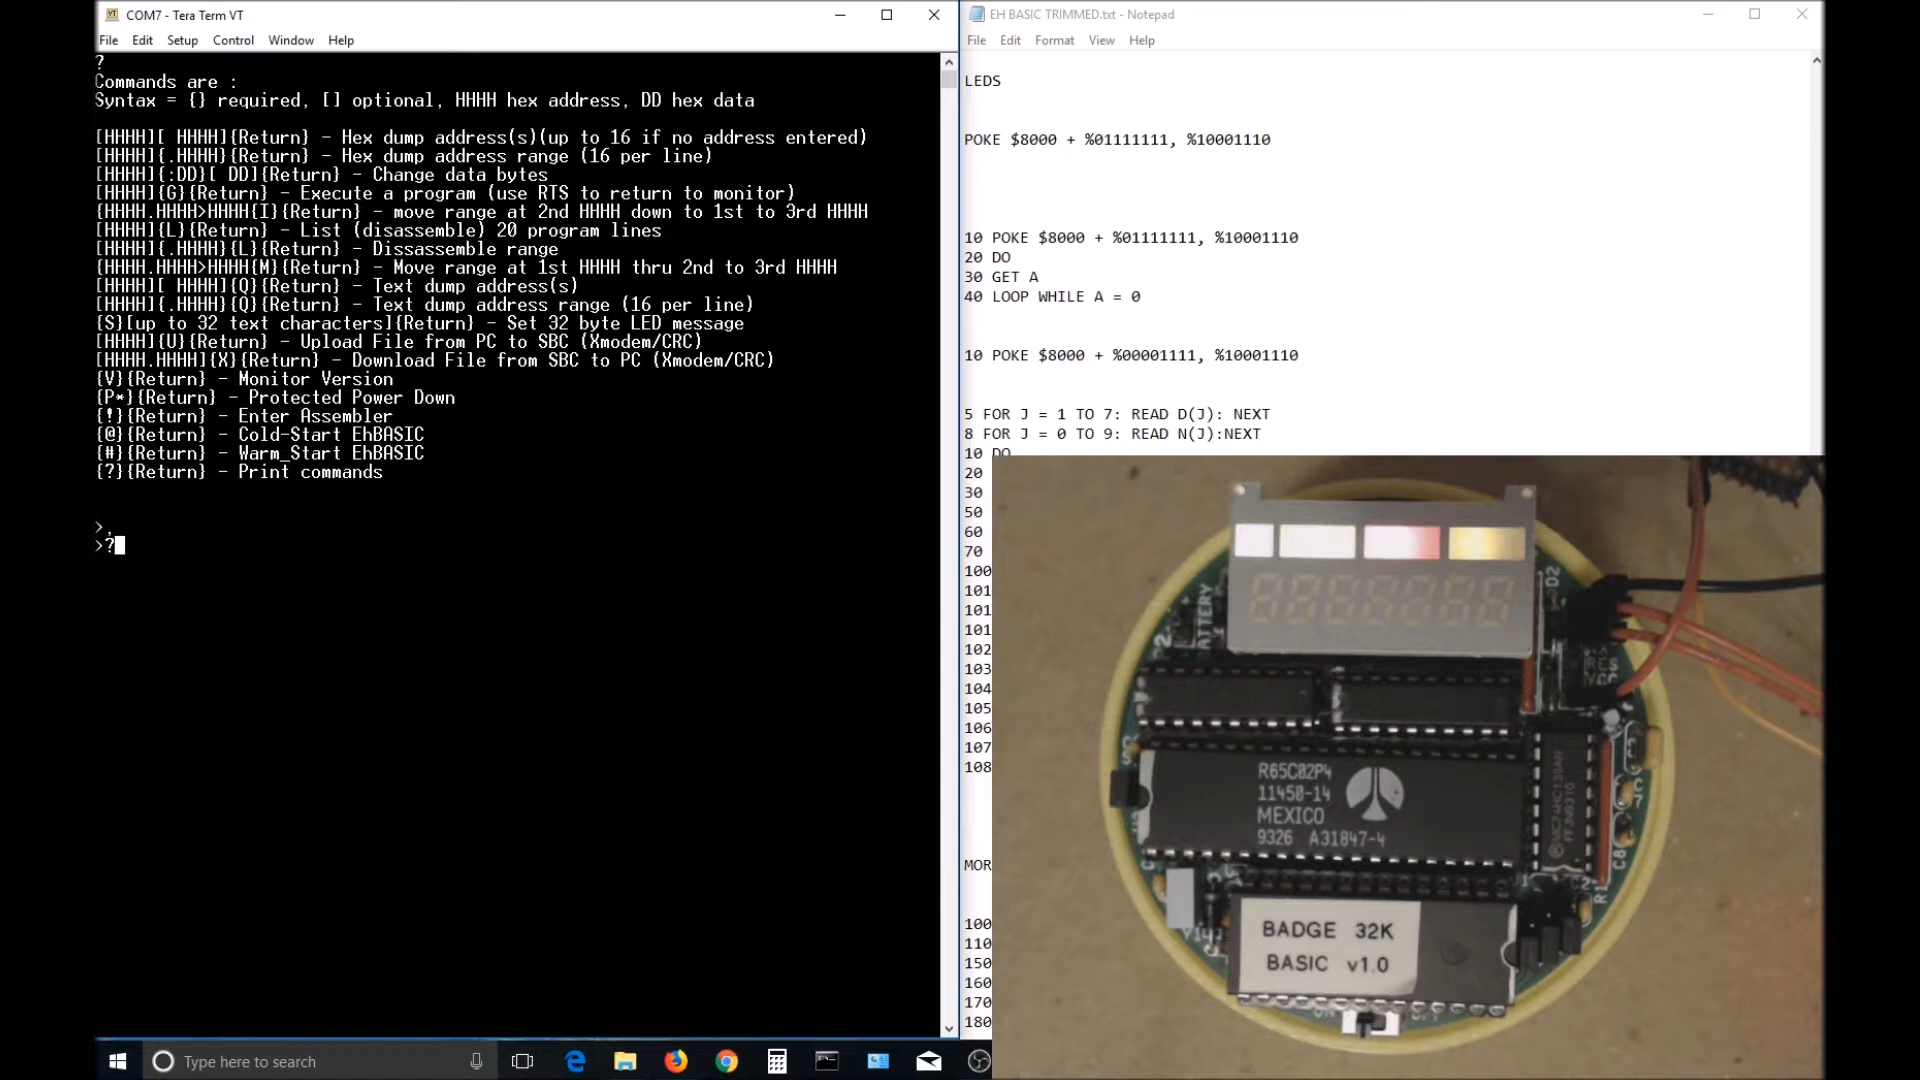 COM7 - Tera Term VT
File Edit Setup Control Window Help
?
Commands are :
Syntax = {} required, [] optional, HHHH hex address, DD hex data
[HHHH][ HHHH]{Return} - Hex dump address(s)(up to 16 if no address entered)
[HHHH]{.HHHH}{Return} - Hex dump address range (16 per line)
[HHHH]{:DD}[ DD]{Return} - Change data bytes
[HHHH]{G}{Return} - Execute a program (use RTS to return to monitor)
{HHHH.HHHH>HHHH{I}{Return} - move range at 2nd HHHH down to 1st to 3rd HHHH
[HHHH]{L}{Return} - List (disassemble) 20 program lines
[HHHH]{.HHHH}{L}{Return} - Dissassemble range
{HHHH.HHHH>HHHH{M}{Return} - Move range at 1st HHHH thru 2nd to 3rd HHHH
[HHHH][ HHHH]{Q}{Return} - Text dump address(s)
[HHHH]{.HHHH}{Q}{Return} - Text dump address range (16 per line)
{S}[up to 32 text characters]{Return} - Set 32 byte LED message
[HHHH]{U}{Return} - Upload File from PC to SBC (Xmodem/CRC)
[HHHH.HHHH]{X}{Return} - Download File from SBC to PC (Xmodem/CRC)
{V}{Return} - Monitor Version
{P*}{Return} - Protected Power Down
{!}{Return} - Enter Assembler
{@}{Return} - Cold-Start EhBASIC
{#}{Return} - Warm_Start EhBASIC
{?}{Return} - Print commands
>,
>?
EH BASIC TRIMMED.txt - Notepad
File Edit Format View Help
LEDS
POKE $8000 + %01111111, %10001110
10 POKE $8000 + %01111111, %10001110
20 DO
30 GET A
40 LOOP WHILE A = 0
10 POKE $8000 + %00001111, %10001110
5 FOR J = 1 TO 7: READ D(J): NEXT
8 FOR J = 0 TO 9: READ N(J):NEXT
10 DO
20
30
50
60
70
100
101
101
101
102
103
104
105
106
107
108
MOR
100
110
150
160
170
180
D2
R65C02P4
11450-14
MEXICO
9326 A31847-4
MC74HC139AN
C8
R1
BADGE 32K
BASIC v1.0
Type here to search